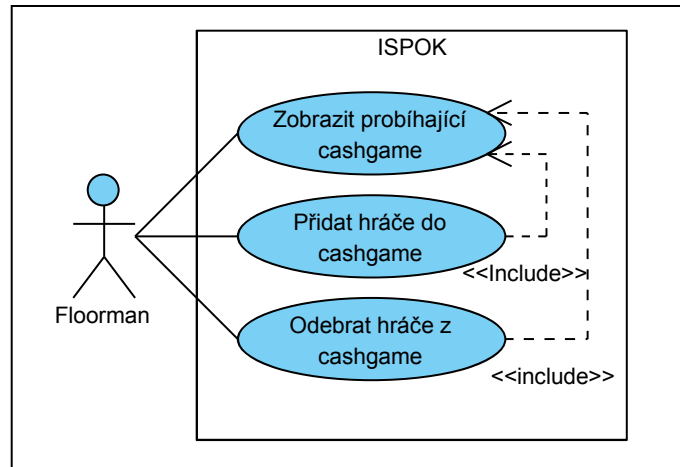 ISPOK
Zobrazit probíhající
cashgame
Přidat hráče do
cashgame
<<Include>>
Floorman
Odebrat hráče z
cashgame
<<include>>